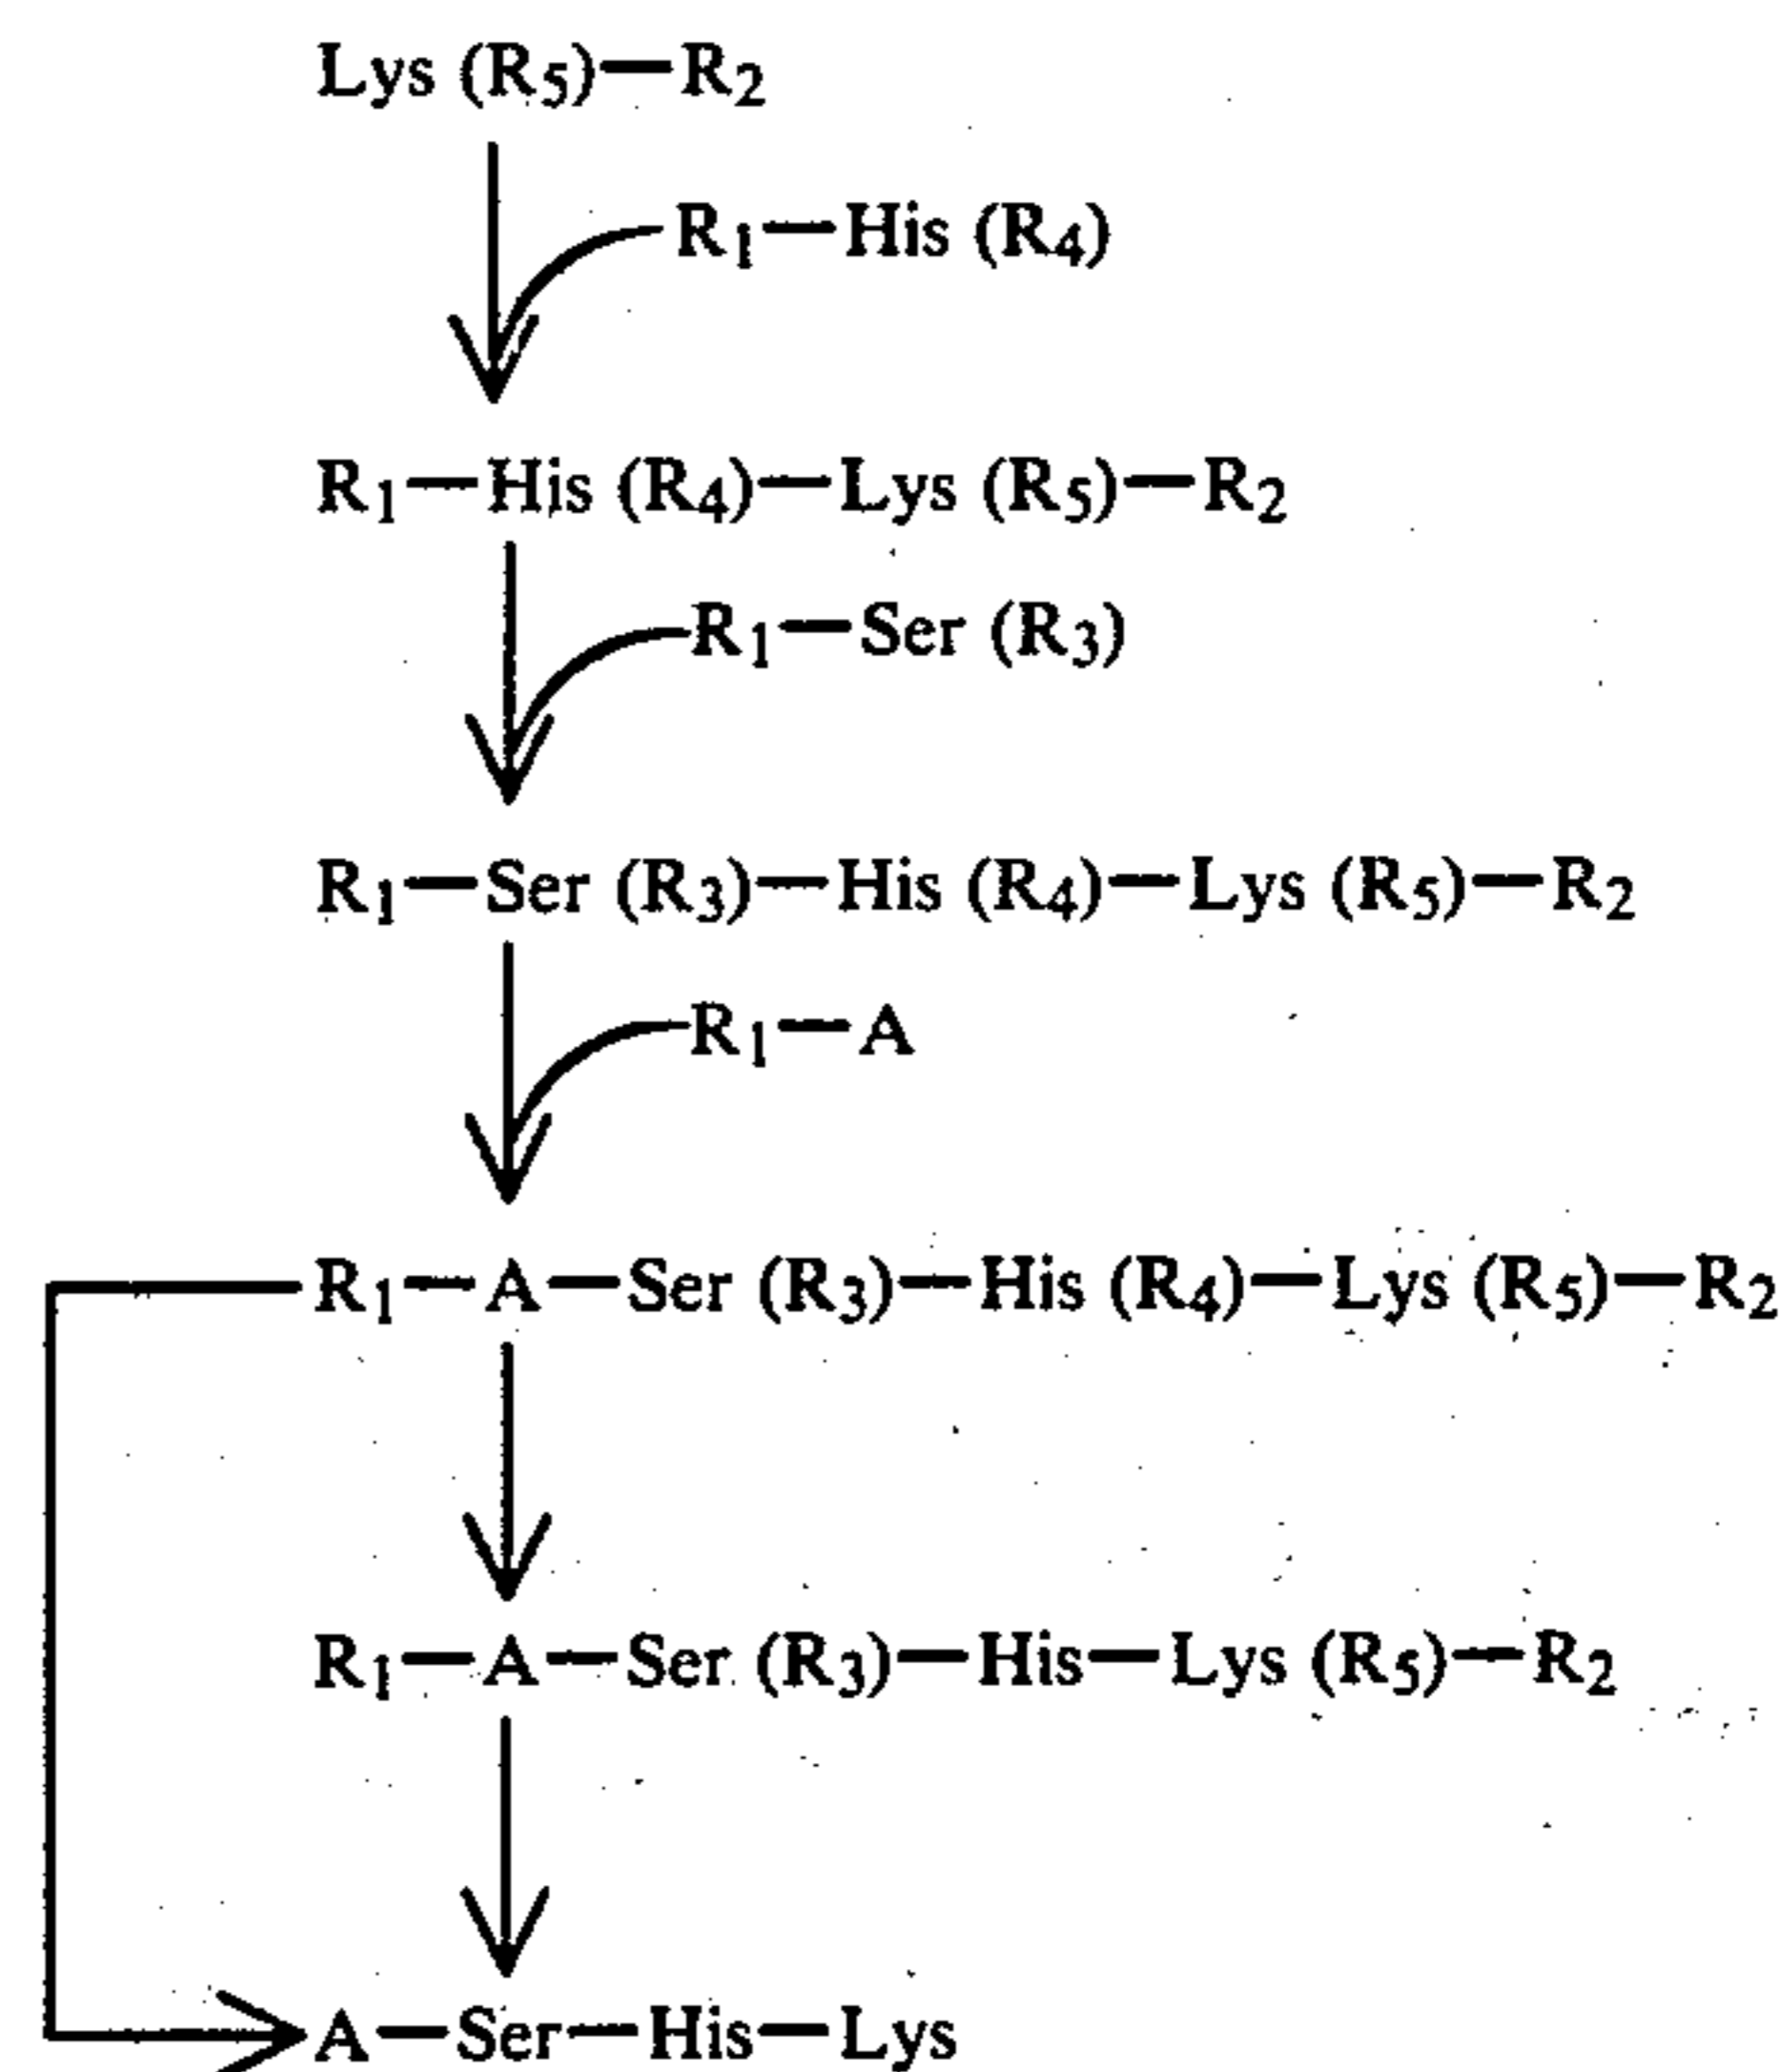 Lys (R5)—R2
R1—His (R4)
R1—His (R4)—Lys (R5)—R2
R1—Ser (R3)
R1—Ser (R3)—His (R4)—Lys (R5)—R2
R1—A
R1—A—Ser (R3)—His (R4)—Lys (R5)—R2
R1—A—Ser (R3)—His—Lys (R5)—R2
A—Ser—His—Lys